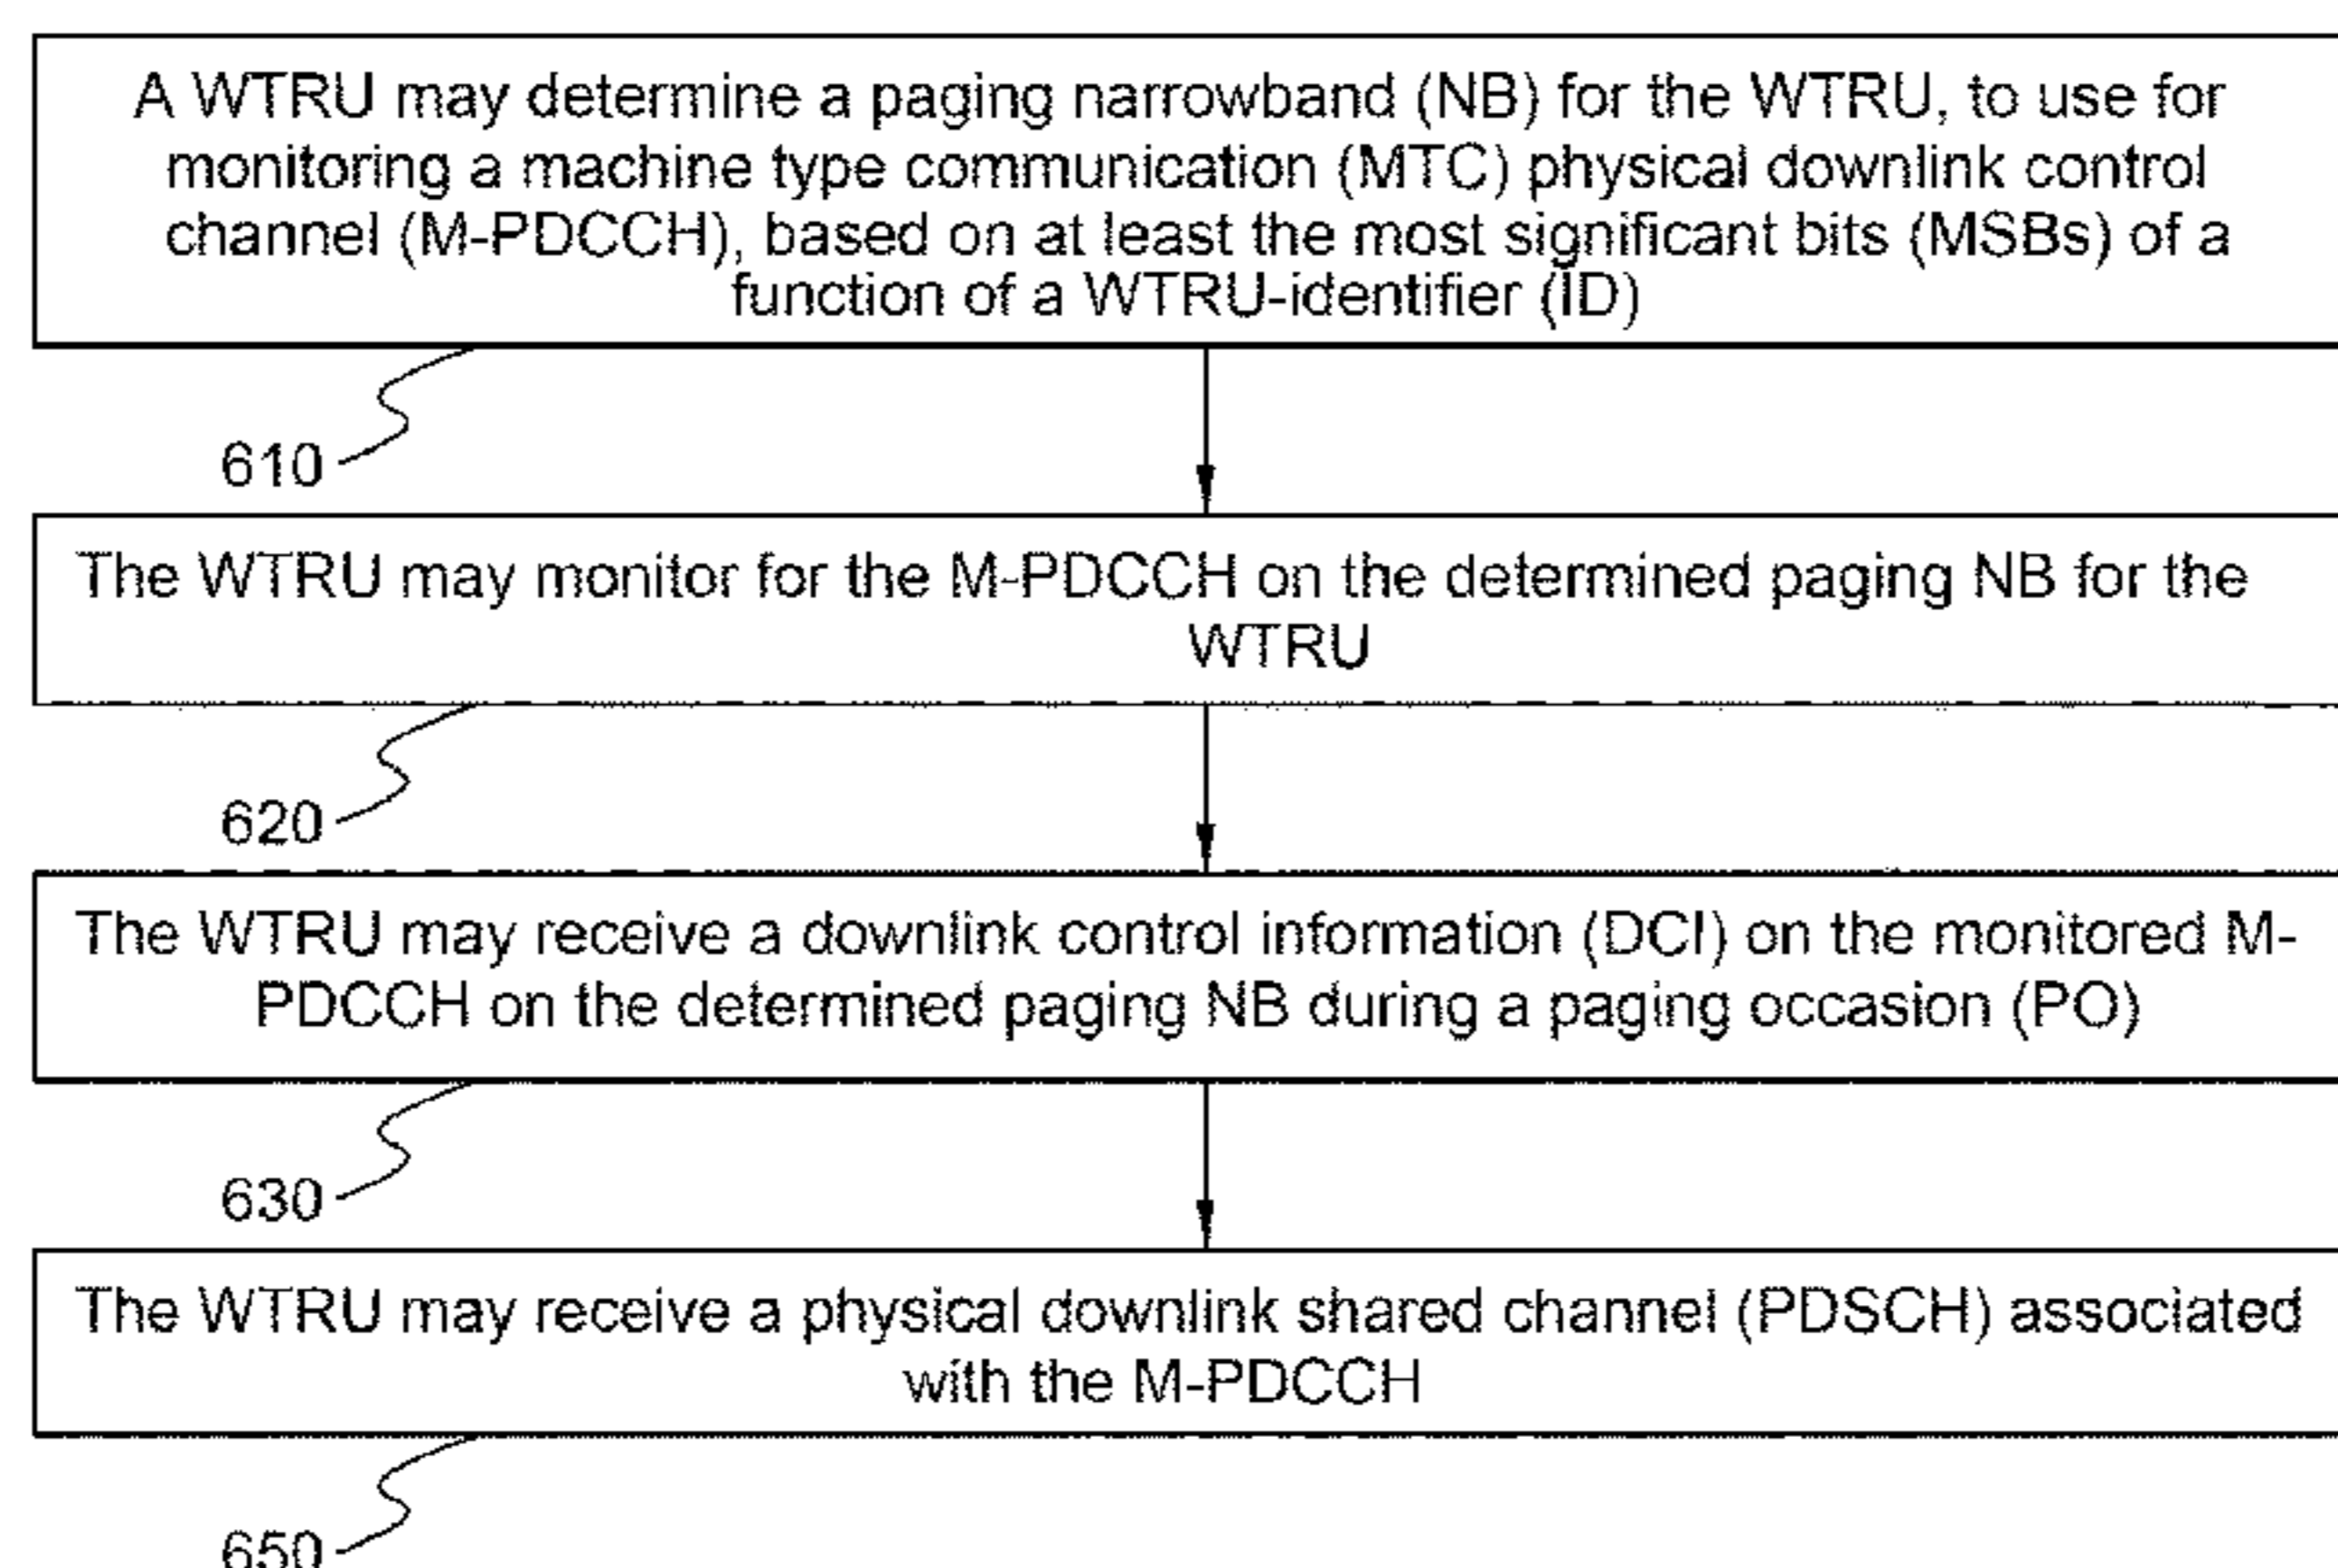 A WTRU may determine a paging narrowband (NB) for the WTRU, to use for
monitoring a machine type communication (MTC) physical downlink control
channel (M-PDCCH), based on at least the most significant bits (MSBs) of a
function of a WTRU-identifier (ID)
610
The WTRU may monitor for the M-PDCCH on the determined paging NB for the
WTRU
620
The WTRU may receive a downlink control information (DCI) on the monitored M-
PDCCH on the determined paging NB during a paging occasion (PO)
630
The WTRU may receive a physical downlink shared channel (PDSCH) associated
with the M-PDCCH
650